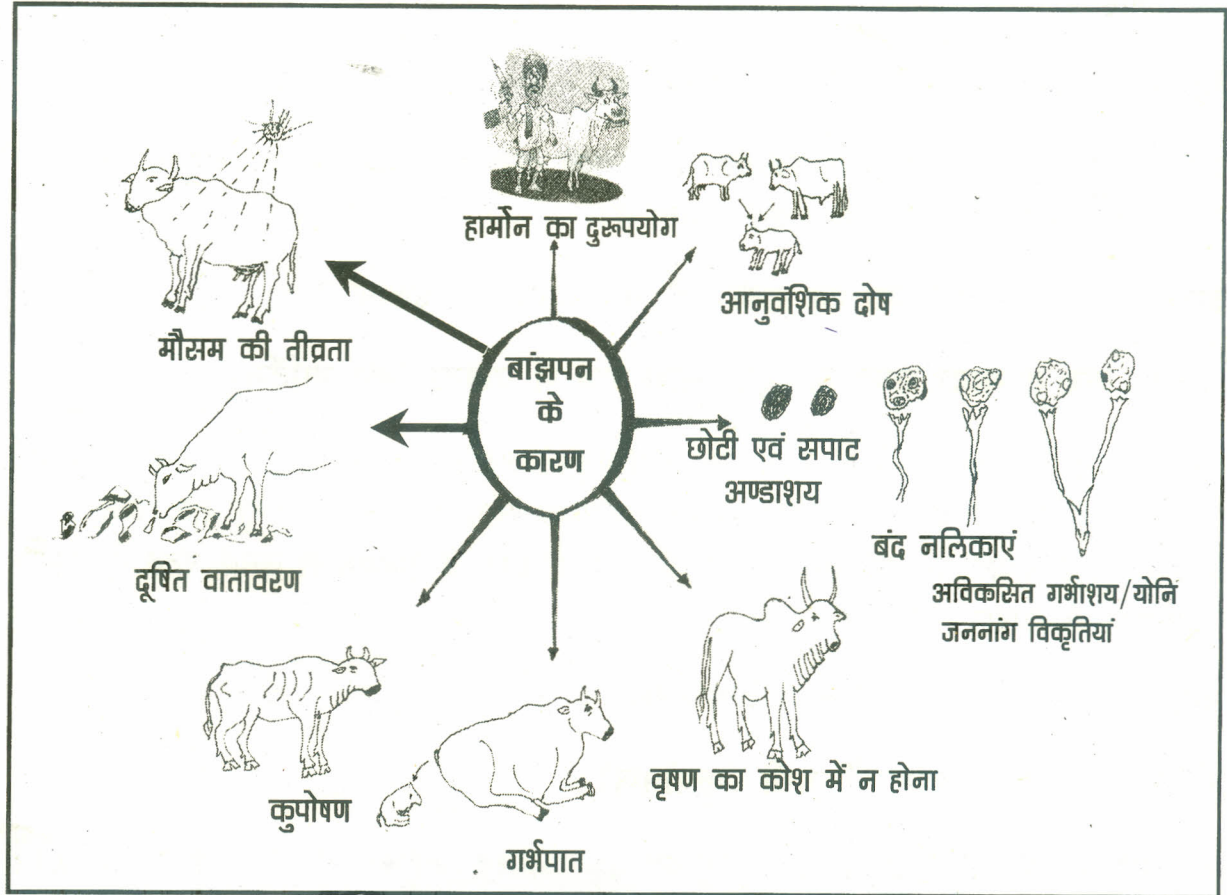 हार्मोन का दुरूपयोग
आनुवंशिक दोष
मौसम की तीव्रता
बांझपन
के
कारण
छोटी एवं सपाट
अण्डाशय
बंद नलिकाएं
अविकसित गर्भाशय/योनि
जननांग विकृतियां
दूषित वातावरण
वृषण का कोश में न होना
कुपोषण
गर्भपात